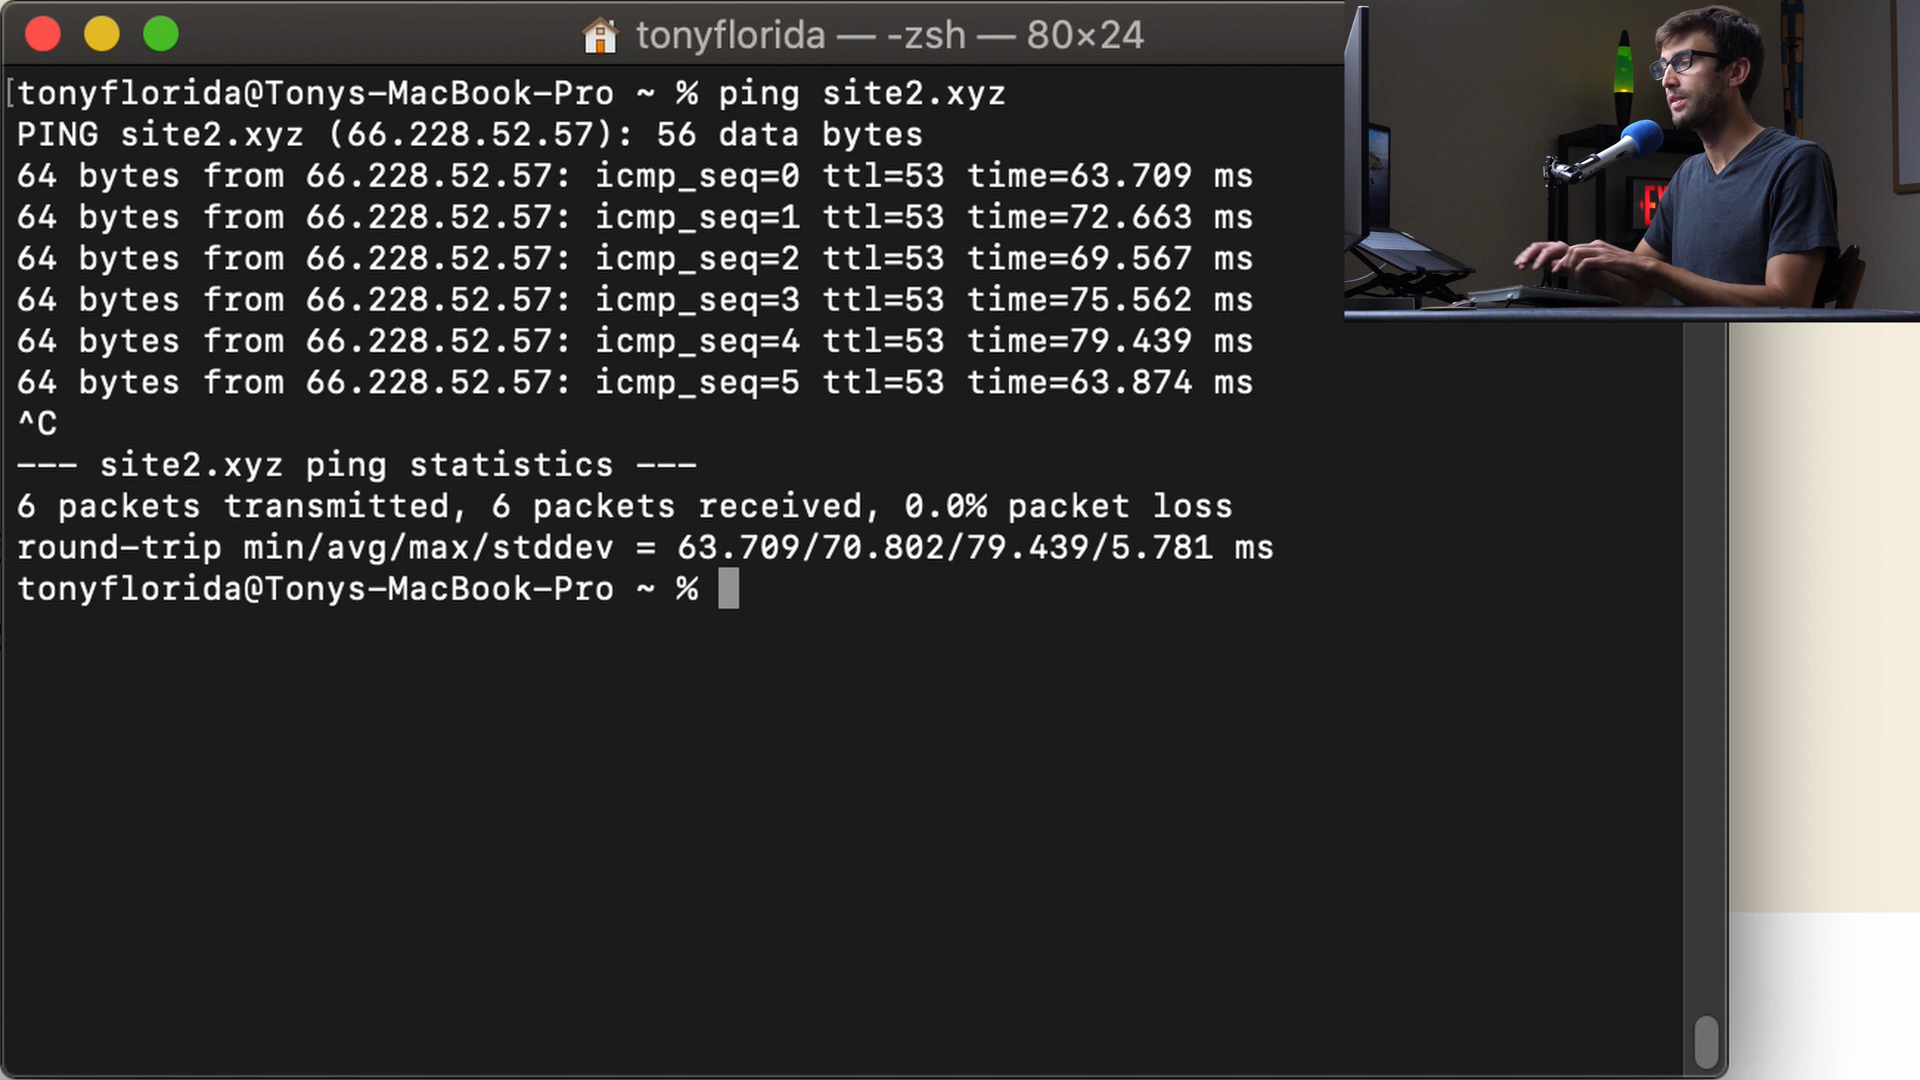 tonyflorida — -zsh — 80×24
[tonyflorida@Tonys-MacBook-Pro ~ % ping site2.xyz
PING site2.xyz (66.228.52.57): 56 data bytes
64 bytes from 66.228.52.57: icmp_seq=0 ttl=53 time=63.709 ms
64 bytes from 66.228.52.57: icmp_seq=1 ttl=53 time=72.663 ms
64 bytes from 66.228.52.57: icmp_seq=2 ttl=53 time=69.567 ms
64 bytes from 66.228.52.57: icmp_seq=3 ttl=53 time=75.562 ms
64 bytes from 66.228.52.57: icmp_seq=4 ttl=53 time=79.439 ms
64 bytes from 66.228.52.57: icmp_seq=5 ttl=53 time=63.874 ms
^C
--- site2.xyz ping statistics ---
6 packets transmitted, 6 packets received, 0.0% packet loss
round-trip min/avg/max/stddev = 63.709/70.802/79.439/5.781 ms
tonyflorida@Tonys-MacBook-Pro ~ %